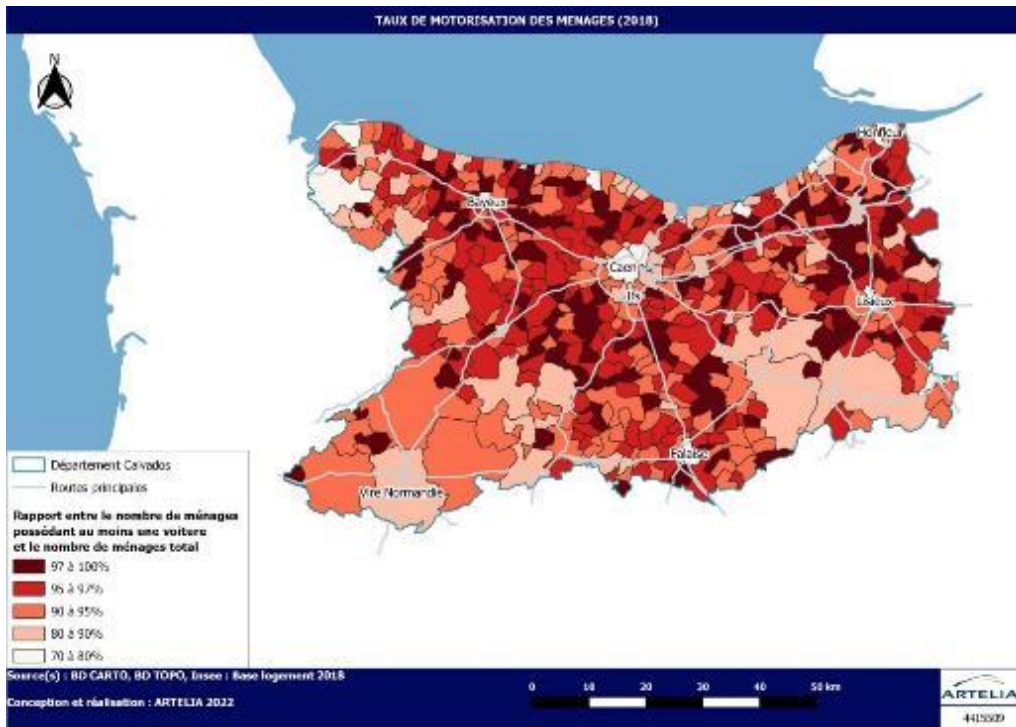 TAUX DE MOTORISATION DES MENAGES (2018)
N
Honfleur
Bayeux
Caen
Ifs
Lisieux
Falaise
Vire Normandie
Département Calvados
Routes principales
Rapport entre le nombre de ménages
possédant au moins une voiture
et le nombre de ménages total
97 à 100%
95 à 97%
90 à 95%
80 à 90%
70 à 80%
Source(s) : BD CARTO, BD TOPO, Insee : Base logement 2018
Conception et réalisation : ARTELIA 2022
0 10 20 30 40 50 km
ARTELIA
4415509